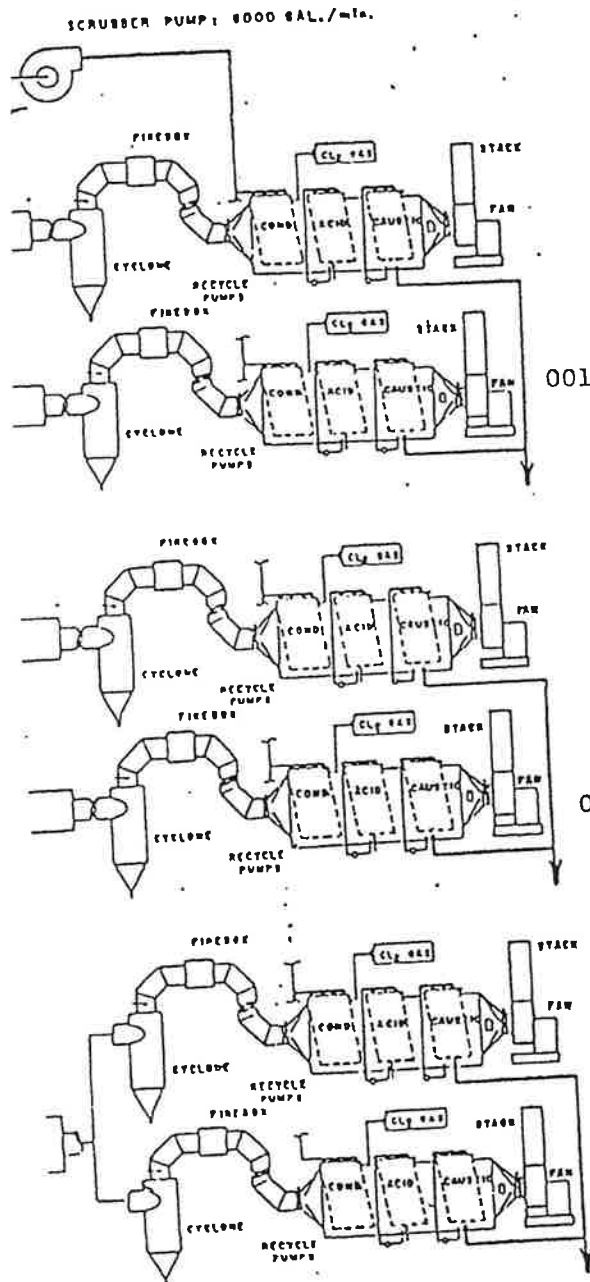 SCRUBBER PUMP: 8000 GAL./min.
FIREBOX
CL₂ GAS
STACK
FAN
COND
ACID
CAUSTIC
CYCLONE
RECYCLE
PUMPS
FIREBOX
CL₂ GAS
STACK
001
FAN
COND
ACID
CAUSTIC
CYCLONE
RECYCLE
PUMPS
FIREBOX
CL₂ GAS
STACK
FAN
COND
ACID
CAUSTIC
CYCLONE
RECYCLE
PUMPS
FIREBOX
CL₂ GAS
STACK
FAN
0
COND
ACID
CAUSTIC
CYCLONE
RECYCLE
PUMPS
FIREBOX
CL₂ GAS
STACK
FAN
COND
ACID
CAUSTIC
CYCLONE
RECYCLE
PUMPS
FIREBOX
CL₂ GAS
STACK
FAN
COND
ACID
CAUSTIC
CYCLONE
RECYCLE
PUMPS